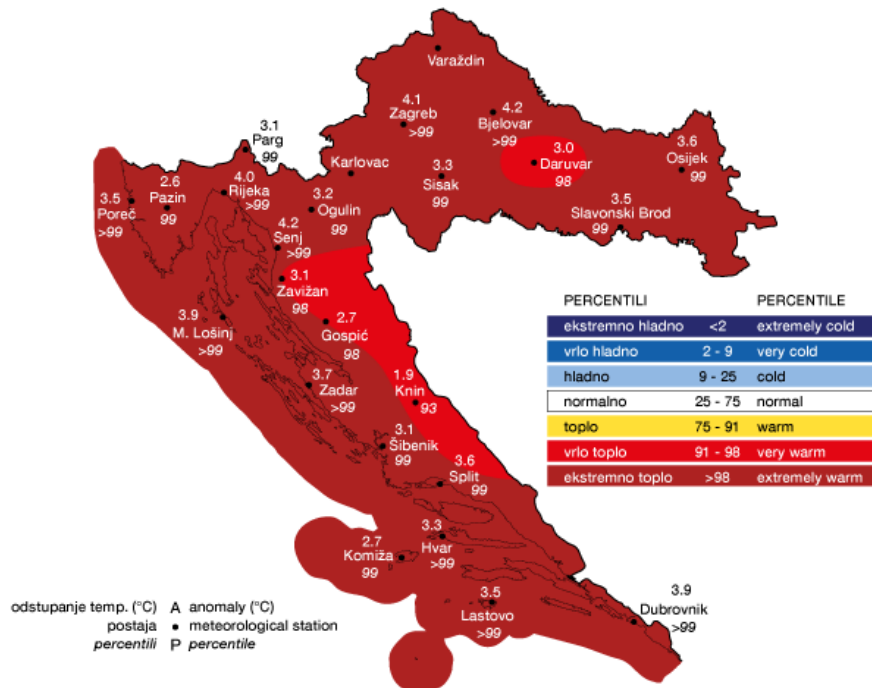 Varaždin
4.1
Zagreb
>99
4.2
Bjelovar
>99
3.1
Parg
99
3.0
Daruvar
98
3.6
Osijek
99
Karlovac
3.3
Sisak
99
4.0
Rijeka
>99
2.6
Pazin
99
3.5
Poreč
>99
3.2
Ogulin
99
3.5
Slavonski Brod
99
4.2
Senj
>99
3.1
Zavižan
98
3.9
M. Lošinj
>99
2.7
Gospić
98
3.7
Zadar
>99
1.9
Knin
93
3.1
Šibenik
99
3.6
Split
99
3.3
Hvar
>99
2.7
Komiža
99
3.5
Lastovo
>99
3.9
Dubrovnik
>99
PERCENTILI PERCENTILE
ekstremno hladno <2 extremely cold
vrlo hladno 2 - 9 very cold
hladno 9 - 25 cold
normalno 25 - 75 normal
toplo 75 - 91 warm
vrlo toplo 91 - 98 very warm
ekstremno toplo >98 extremely warm
odstupanje temp. (°C) A anomaly (°C)
postaja • meteorological station
percentili P percentile